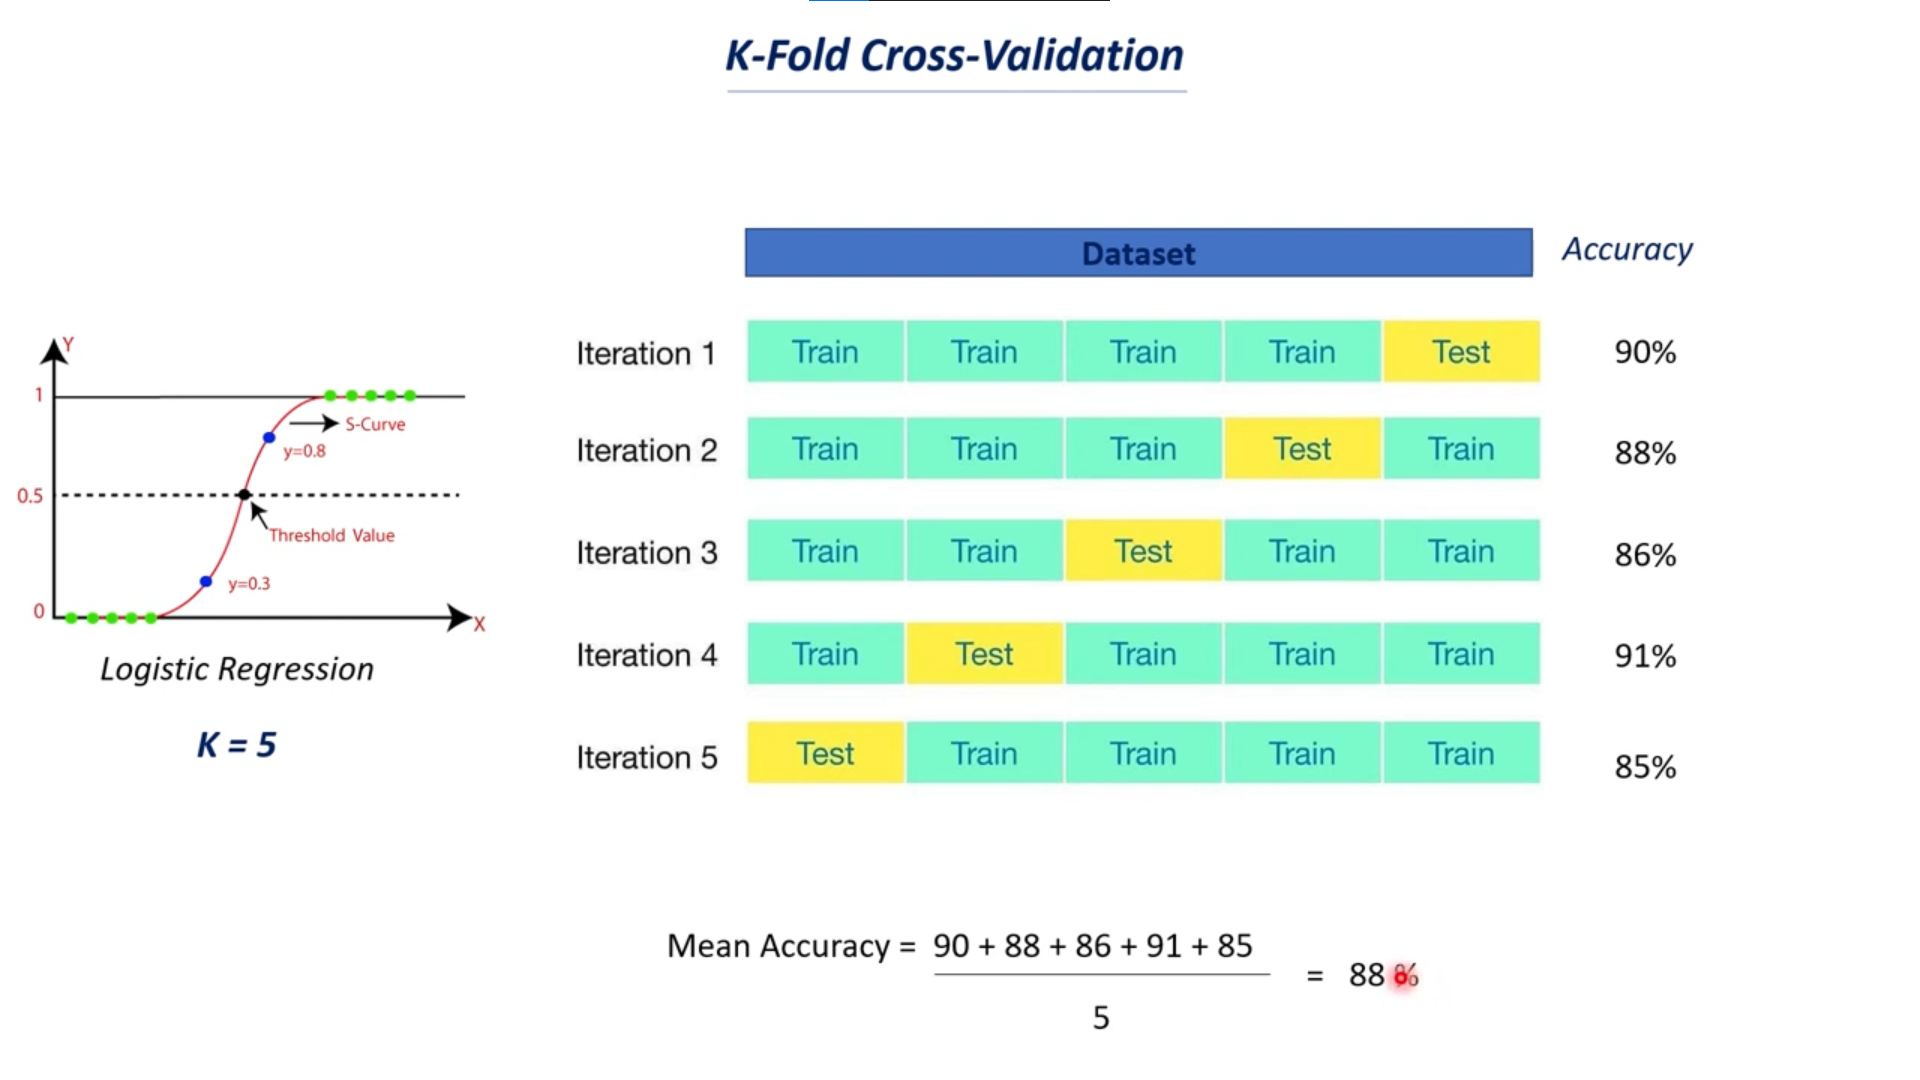 K-Fold Cross-Validation
Dataset
Accuracy
Iteration 1 Train Train Train Train Test 90%
Iteration 2 Train Train Train Test Train 88%
Iteration 3 Train Train Test Train Train 86%
Iteration 4 Train Test Train Train Train 91%
Iteration 5 Test Train Train Train Train 85%
Y
1
S-Curve
y=0.8
0.5
Threshold Value
y=0.3
0
X
Logistic Regression
K = 5
Mean Accuracy = 90 + 88 + 86 + 91 + 85
= 88 %
5